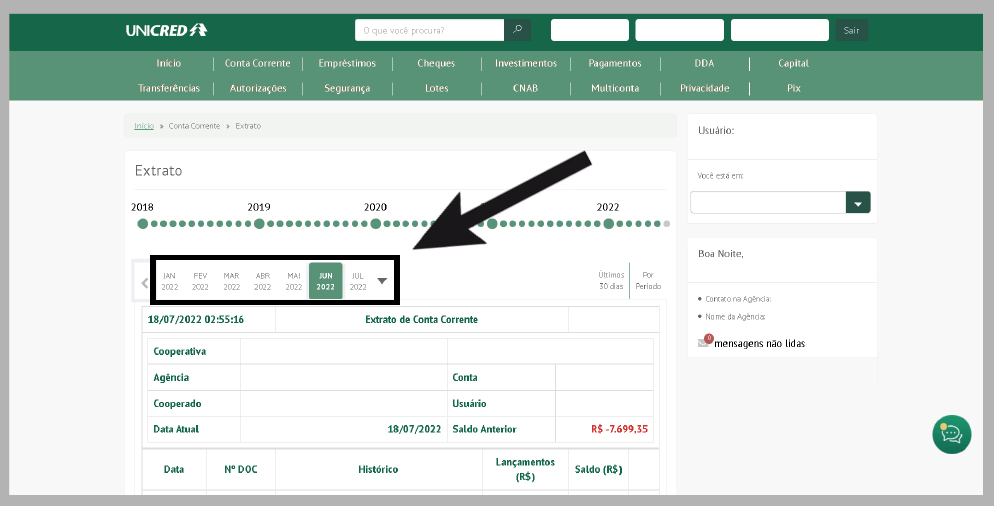 UNICRED
O que você procura?
Sair
Início
Conta Corrente
Empréstimos
Cheques
Investimentos
Pagamentos
DDA
Capital
Transferências
Autorizações
Segurança
Lotes
CNAB
Multiconta
Privacidade
Pix
Início » Conta Corrente » Extrato
Usuário:
Você está em:
Extrato
2018 2019 2020 2022
JAN 2022
FEV 2022
MAR 2022
ABR 2022
MAI 2022
JUN 2022
JUL 2022
Últimos 30 dias
Por Período
Boa Noite,
Contato na Agência:
Nome da Agência:
0
mensagens não lidas
18/07/2022 02:55:16 Extrato de Conta Corrente
Cooperativa
Agência Conta
Cooperado Usuário
Data Atual 18/07/2022 Saldo Anterior R$ -7.699,35
Data Nº DOC Histórico Lançamentos (R$) Saldo (R$)